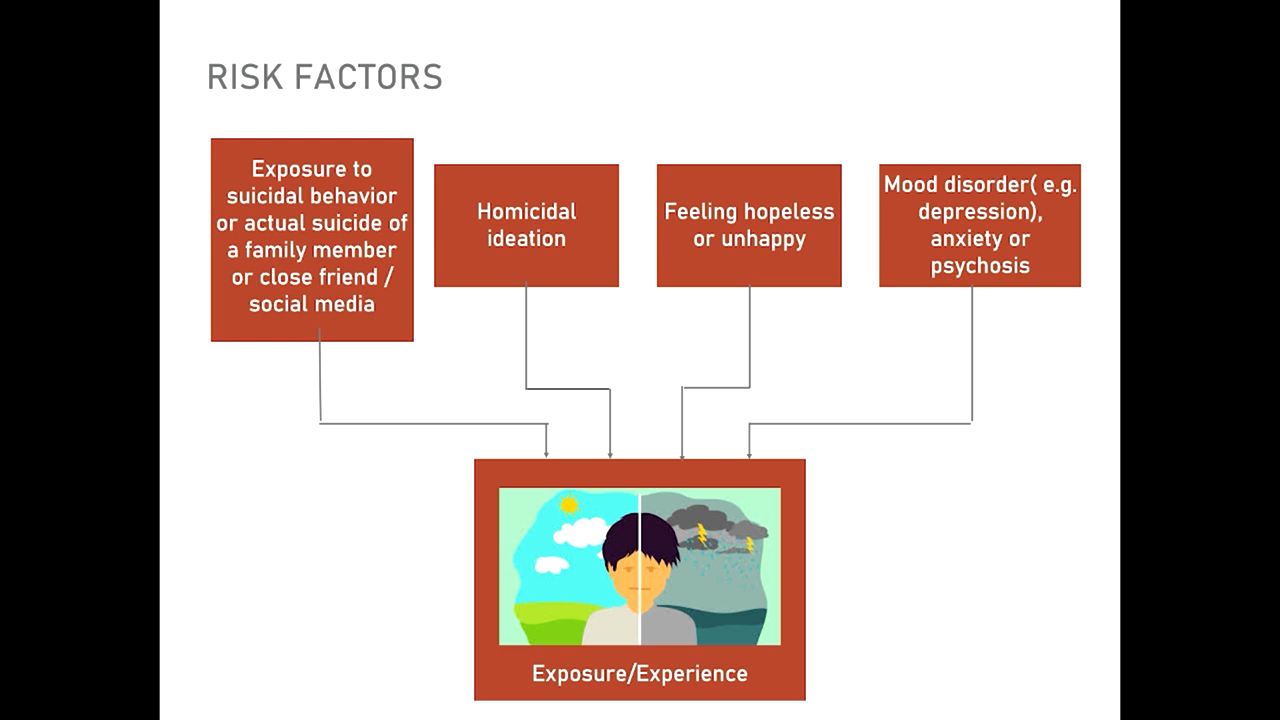 RISK FACTORS
Exposure to
suicidal behavior
or actual suicide of
a family member
or close friend /
social media
Homicidal
ideation
Feeling hopeless
or unhappy
Mood disorder( e.g.
depression),
anxiety or
psychosis
Exposure/Experience